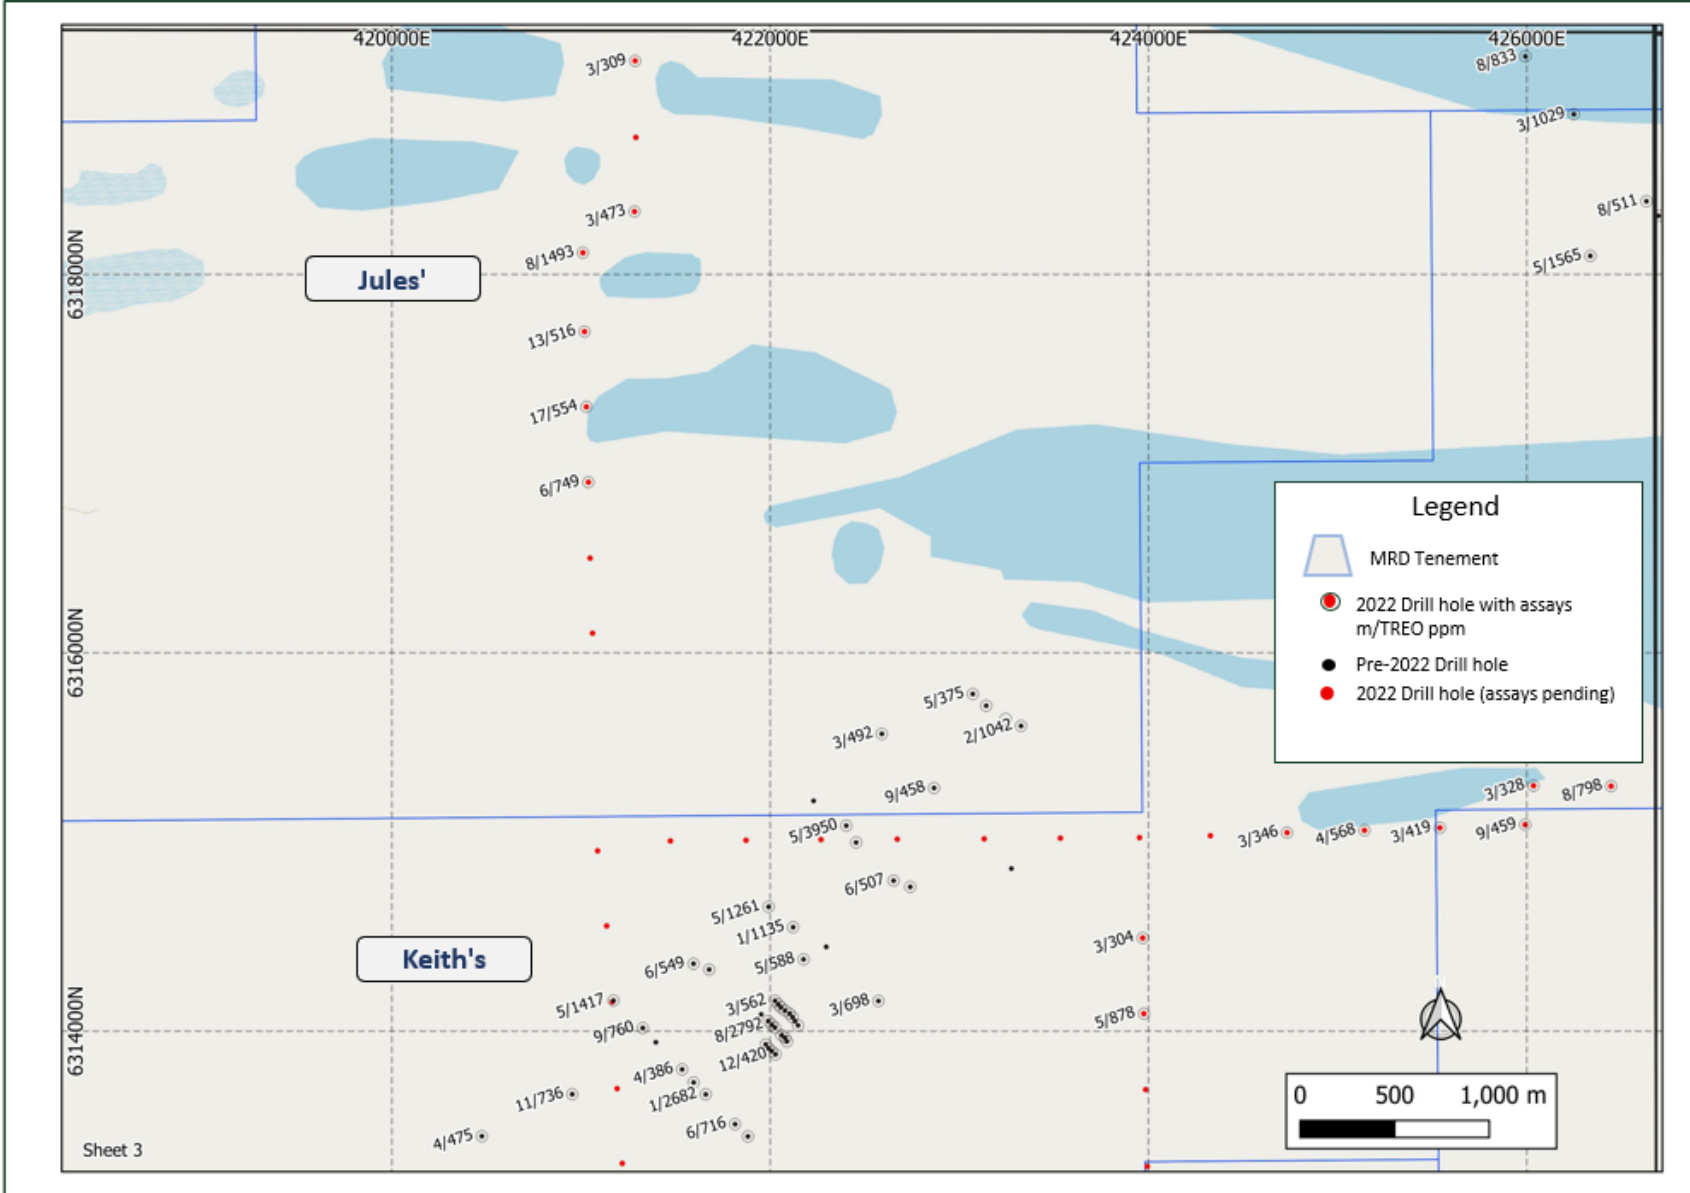 420000E
422000E
424000E
426000E
3/309
8/833
3/1029
3/473
8/511
8/1493
5/1565
6318000N
Jules'
13/516
17/554
6/749
Legend
MRD Tenement
2022 Drill hole with assays
m/TREO ppm
Pre-2022 Drill hole
2022 Drill hole (assays pending)
6316000N
5/375
3/492
2/1042
9/458
3/328
8/798
5/3950
3/346
4/568
3/419
9/459
6/507
5/1261
1/1135
3/304
Keith's
6/549
5/588
5/1417
3/562
3/698
9/760
8/2792
5/878
6314000N
12/420
4/386
11/736
1/2682
6/716
4/475
0 500 1,000 m
Sheet 3